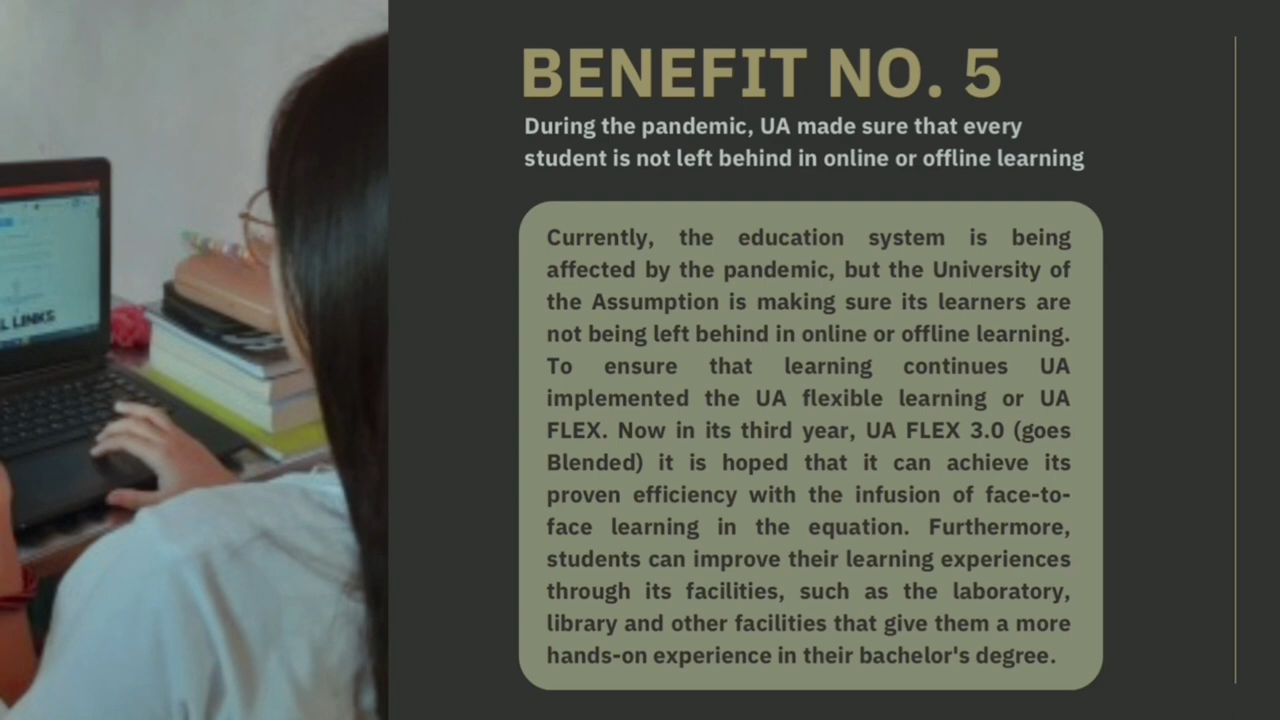 BENEFIT NO. 5
During the pandemic, UA made sure that every
student is not left behind in online or offline learning
Currently, the education system is being
affected by the pandemic, but the University of
the Assumption is making sure its learners are
not being left behind in online or offline learning.
To ensure that learning continues UA
implemented the UA flexible learning or UA
FLEX. Now in its third year, UA FLEX 3.0 (goes
Blended) it is hoped that it can achieve its
proven efficiency with the infusion of face-to-
face learning in the equation. Furthermore,
students can improve their learning experiences
through its facilities, such as the laboratory,
library and other facilities that give them a more
hands-on experience in their bachelor's degree.
L LINKS